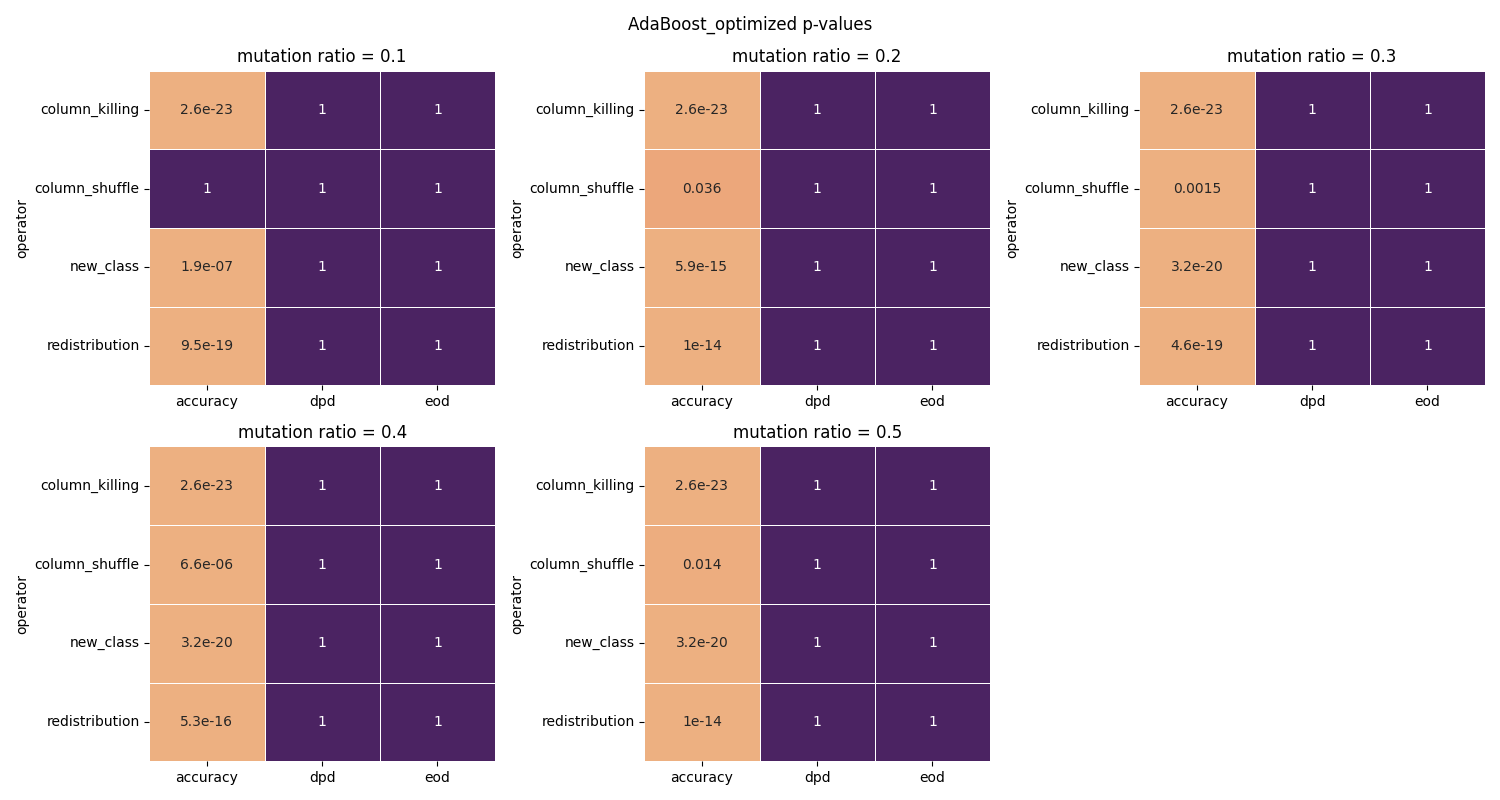 AdaBoost_optimized p-values
mutation ratio = 0.1
operator
column_killing 2.6e-23 1 1
column_shuffle 1 1 1
new_class 1.9e-07 1 1
redistribution 9.5e-19 1 1
accuracy dpd eod
mutation ratio = 0.2
operator
column_killing 2.6e-23 1 1
column_shuffle 0.036 1 1
new_class 5.9e-15 1 1
redistribution 1e-14 1 1
accuracy dpd eod
mutation ratio = 0.3
operator
column_killing 2.6e-23 1 1
column_shuffle 0.0015 1 1
new_class 3.2e-20 1 1
redistribution 4.6e-19 1 1
accuracy dpd eod
mutation ratio = 0.4
operator
column_killing 2.6e-23 1 1
column_shuffle 6.6e-06 1 1
new_class 3.2e-20 1 1
redistribution 5.3e-16 1 1
accuracy dpd eod
mutation ratio = 0.5
operator
column_killing 2.6e-23 1 1
column_shuffle 0.014 1 1
new_class 3.2e-20 1 1
redistribution 1e-14 1 1
accuracy dpd eod